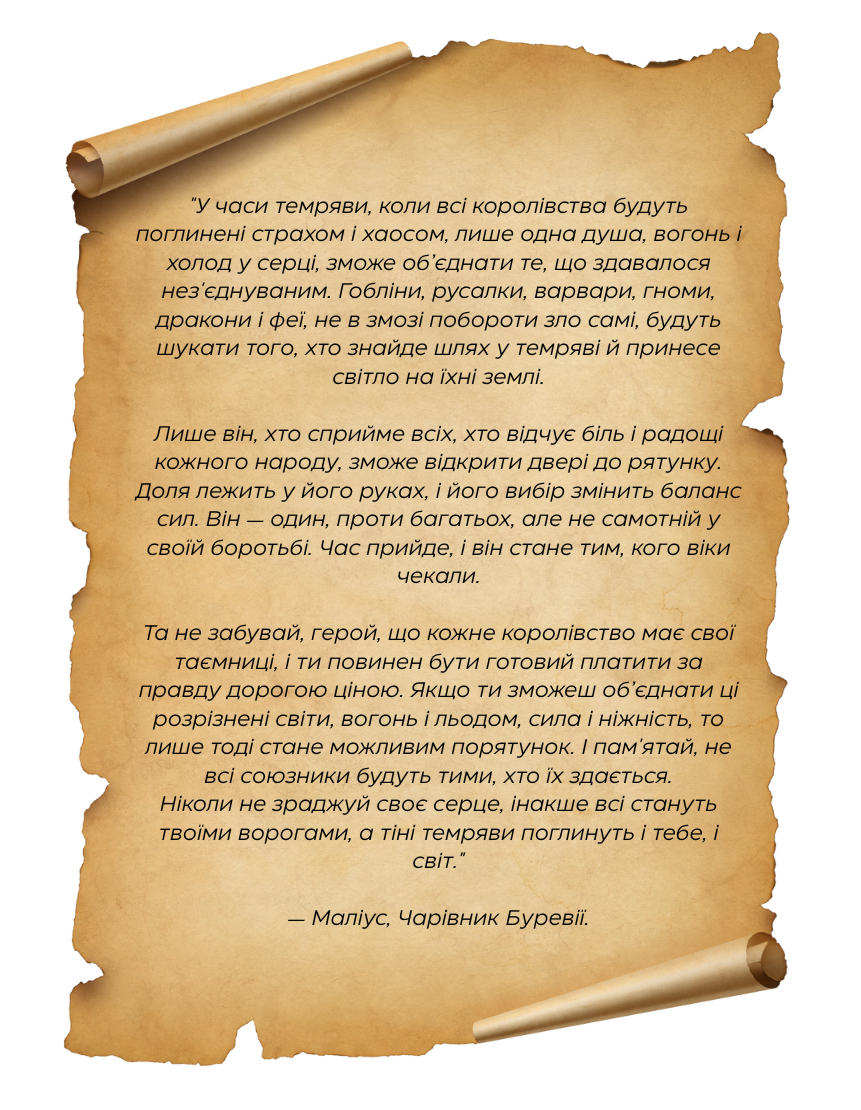 "У часи темряви, коли всі королівства будуть
поглинені страхом і хаосом, лише одна душа, вогонь і
холод у серці, зможе об’єднати те, що здавалося
нез'єднуваним. Гобліни, русалки, варвари, гноми,
дракони і феї, не в змозі побороти зло самі, будуть
шукати того, хто знайде шлях у темряві й принесе
світло на їхні землі.
Лише він, хто сприйме всіх, хто відчує біль і радощі
кожного народу, зможе відкрити двері до рятунку.
Доля лежить у його руках, і його вибір змінить баланс
сил. Він — один, проти багатьох, але не самотній у
своїй боротьбі. Час прийде, і він стане тим, кого віки
чекали.
Та не забувай, герой, що кожне королівство має свої
таємниці, і ти повинен бути готовий платити за
правду дорогою ціною. Якщо ти зможеш об’єднати ці
розрізнені світи, вогонь і льодом, сила і ніжність, то
лише тоді стане можливим порятунок. І пам'ятай, не
всі союзники будуть тими, хто їх здається.
Ніколи не зраджуй своє серце, інакше всі стануть
твоїми ворогами, а тіні темряви поглинуть і тебе, і
світ."
— Маліус, Чарівник Буревії.